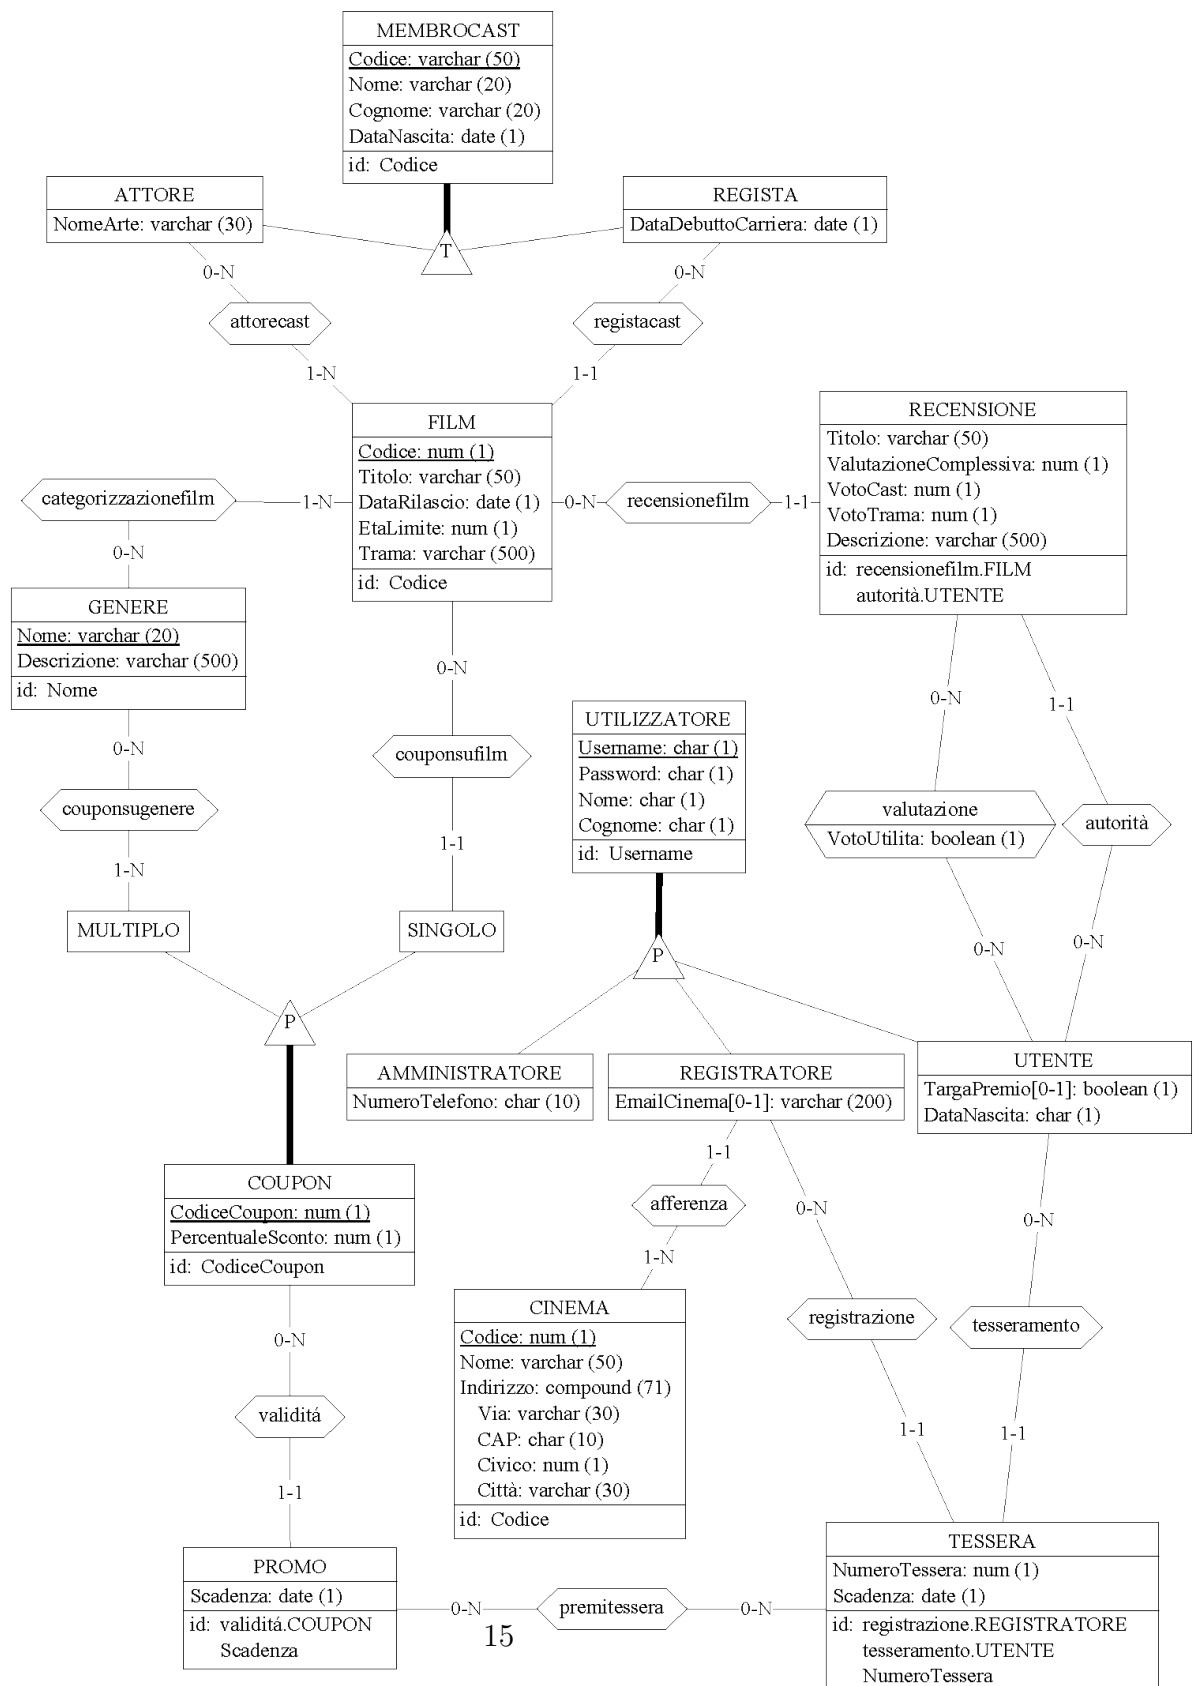 MEMBROCAST
Codice: varchar (50)
Nome: varchar (20)
Cognome: varchar (20)
DataNascita: date (1)
id: Codice
ATTORE
NomeArte: varchar (30)
REGISTA
DataDebuttoCarriera: date (1)
T
0-N
0-N
attorecast
registacast
1-N
1-1
FILM
Codice: num (1)
Titolo: varchar (50)
DataRilascio: date (1)
EtaLimite: num (1)
Trama: varchar (500)
id: Codice
RECENSIONE
Titolo: varchar (50)
ValutazioneComplessiva: num (1)
VotoCast: num (1)
VotoTrama: num (1)
Descrizione: varchar (500)
id: recensionefilm.FILM
autorità.UTENTE
categorizzazionefilm
1-N
0-N
recensionefilm
1-1
0-N
GENERE
Nome: varchar (20)
Descrizione: varchar (500)
id: Nome
0-N
0-N
1-1
UTILIZZATORE
Username: char (1)
Password: char (1)
Nome: char (1)
Cognome: char (1)
id: Username
0-N
couponsufilm
couponsugenere
valutazione
VotoUtilita: boolean (1)
autorità
1-1
1-N
MULTIPLO
SINGOLO
0-N
0-N
P
P
AMMINISTRATORE
NumeroTelefono: char (10)
REGISTRATORE
EmailCinema[0-1]: varchar (200)
UTENTE
TargaPremio[0-1]: boolean (1)
DataNascita: char (1)
1-1
COUPON
CodiceCoupon: num (1)
PercentualeSconto: num (1)
id: CodiceCoupon
afferenza
0-N
0-N
1-N
CINEMA
Codice: num (1)
Nome: varchar (50)
Indirizzo: compound (71)
Via: varchar (30)
CAP: char (10)
Civico: num (1)
Città: varchar (30)
id: Codice
registrazione
tesseramento
0-N
validitá
1-1
1-1
1-1
PROMO
Scadenza: date (1)
id: validitá.COUPON
Scadenza
0-N
premitessera
0-N
TESSERA
NumeroTessera: num (1)
Scadenza: date (1)
id: registrazione.REGISTRATORE
tesseramento.UTENTE
NumeroTessera
15